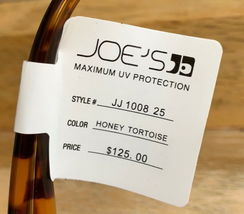 JOE'S
MAXIMUM UV PROTECTION
STYLE # JJ 1008 25
COLOR HONEY TORTOISE
PRICE $125.00